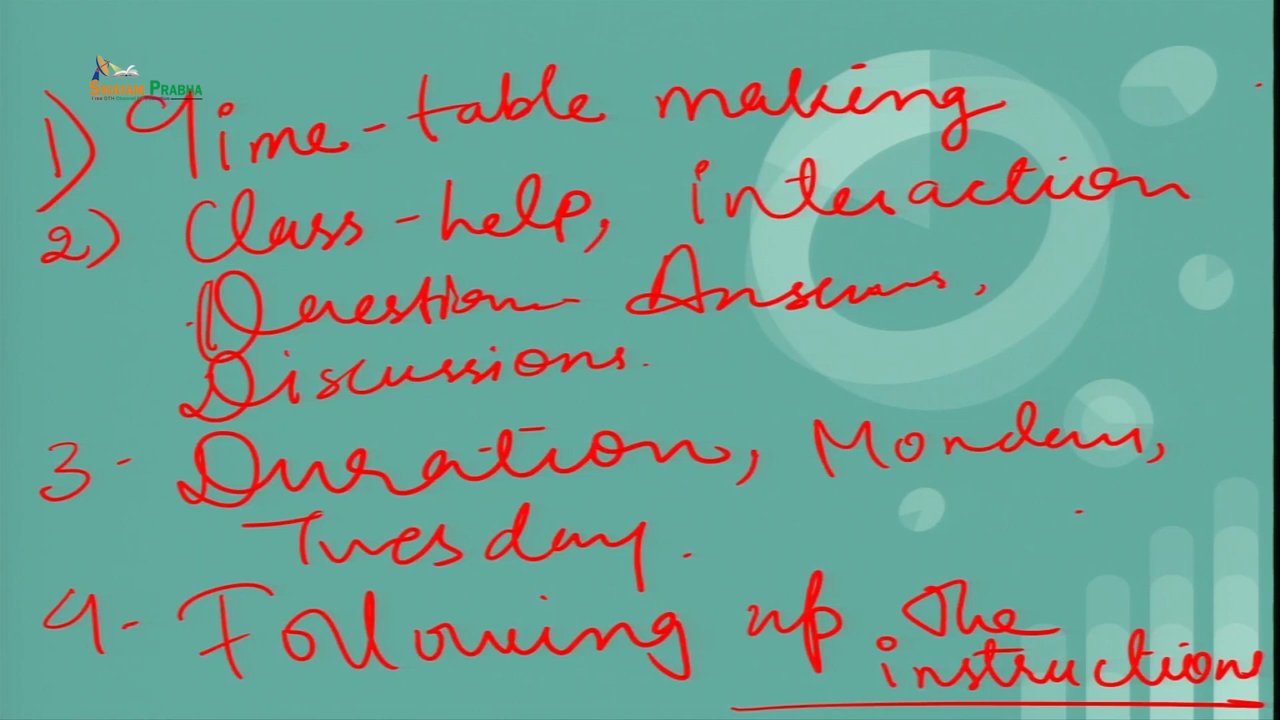 SWAYAM PRABHA
1) Time-table making
2) Class-help, interaction
Question Answers,
Discussions.
3- Duration, Monday,
Tuesday.
4- Following up the
instructions